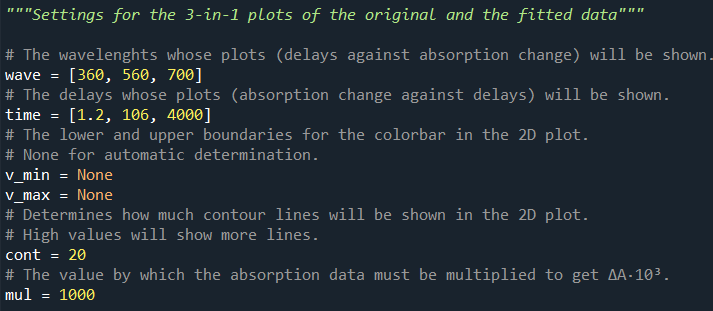 """Settings for the 3-in-1 plots of the original and the fitted data"""
# The wavelenghts whose plots (delays against absorption change) will be shown.
wave = [360, 560, 700]
# The delays whose plots (absorption change against delays) will be shown.
time = [1.2, 106, 4000]
# The lower and upper boundaries for the colorbar in the 2D plot.
# None for automatic determination.
v_min = None
v_max = None
# Determines how much contour lines will be shown in the 2D plot.
# High values will show more lines.
cont = 20
# The value by which the absorption data must be multiplied to get ΔA⋅10³.
mul = 1000